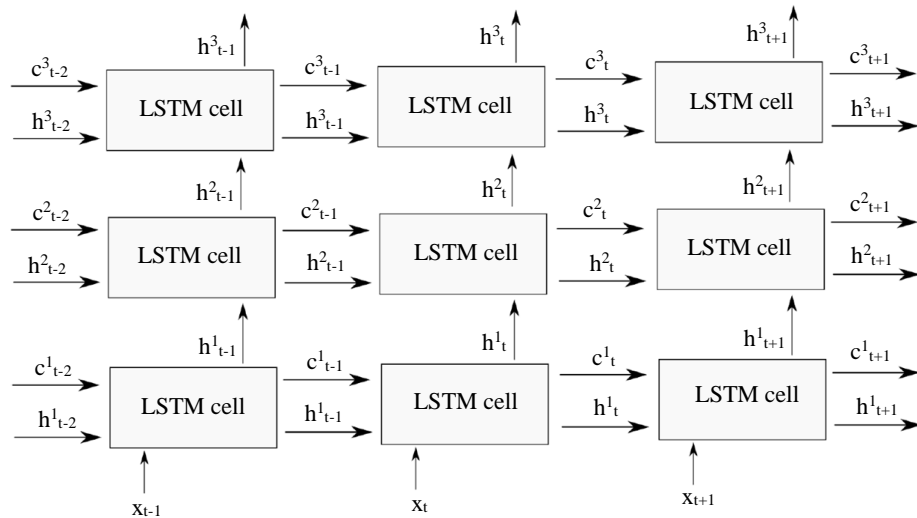 h³ₜ₋₁ h³ₜ h³ₜ₊₁
c³ₜ₋₂ c³ₜ₋₁ c³ₜ c³ₜ₊₁
LSTM cell LSTM cell LSTM cell
h³ₜ₋₂ h³ₜ₋₁ h³ₜ h³ₜ₊₁
h²ₜ₋₁ h²ₜ h²ₜ₊₁
c²ₜ₋₂ c²ₜ₋₁ c²ₜ c²ₜ₊₁
LSTM cell LSTM cell LSTM cell
h²ₜ₋₂ h²ₜ₋₁ h²ₜ h²ₜ₊₁
h¹ₜ₋₁ h¹ₜ h¹ₜ₊₁
c¹ₜ₋₂ c¹ₜ₋₁ c¹ₜ c¹ₜ₊₁
LSTM cell LSTM cell LSTM cell
h¹ₜ₋₂ h¹ₜ₋₁ h¹ₜ h¹ₜ₊₁
xₜ₋₁ xₜ xₜ₊₁